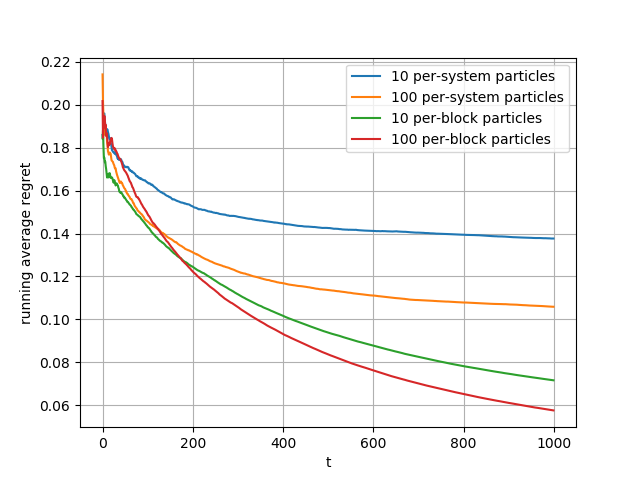 0.22
0.20
0.18
0.16
0.14
0.12
0.10
0.08
0.06
running average regret
10 per-system particles
100 per-system particles
10 per-block particles
100 per-block particles
0
200
400
600
800
1000
t